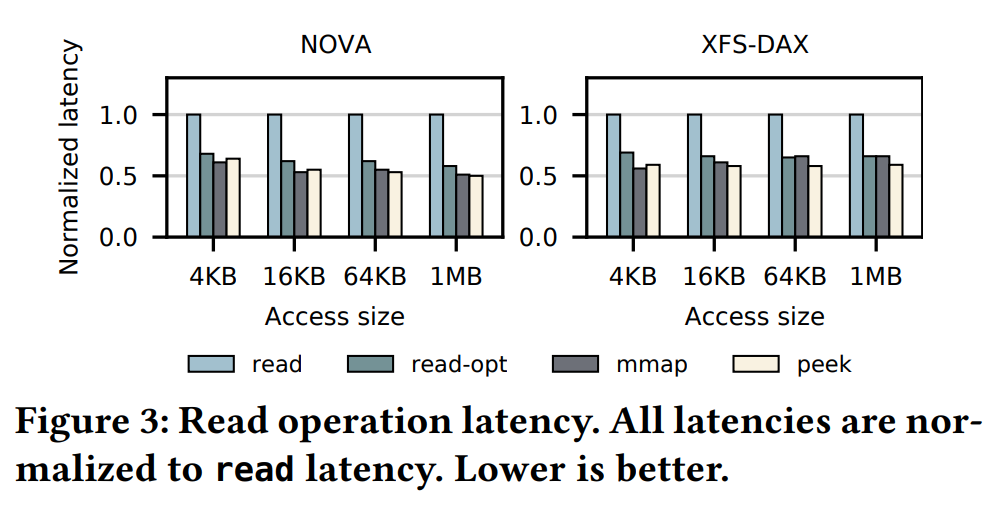 NOVA
XFS-DAX
Normalized latency
1.0
0.5
0.0
4KB 16KB 64KB 1MB
Access size
1.0
0.5
0.0
4KB 16KB 64KB 1MB
Access size
read read-opt mmap peek
Figure 3: Read operation latency. All latencies are nor-
malized to read latency. Lower is better.